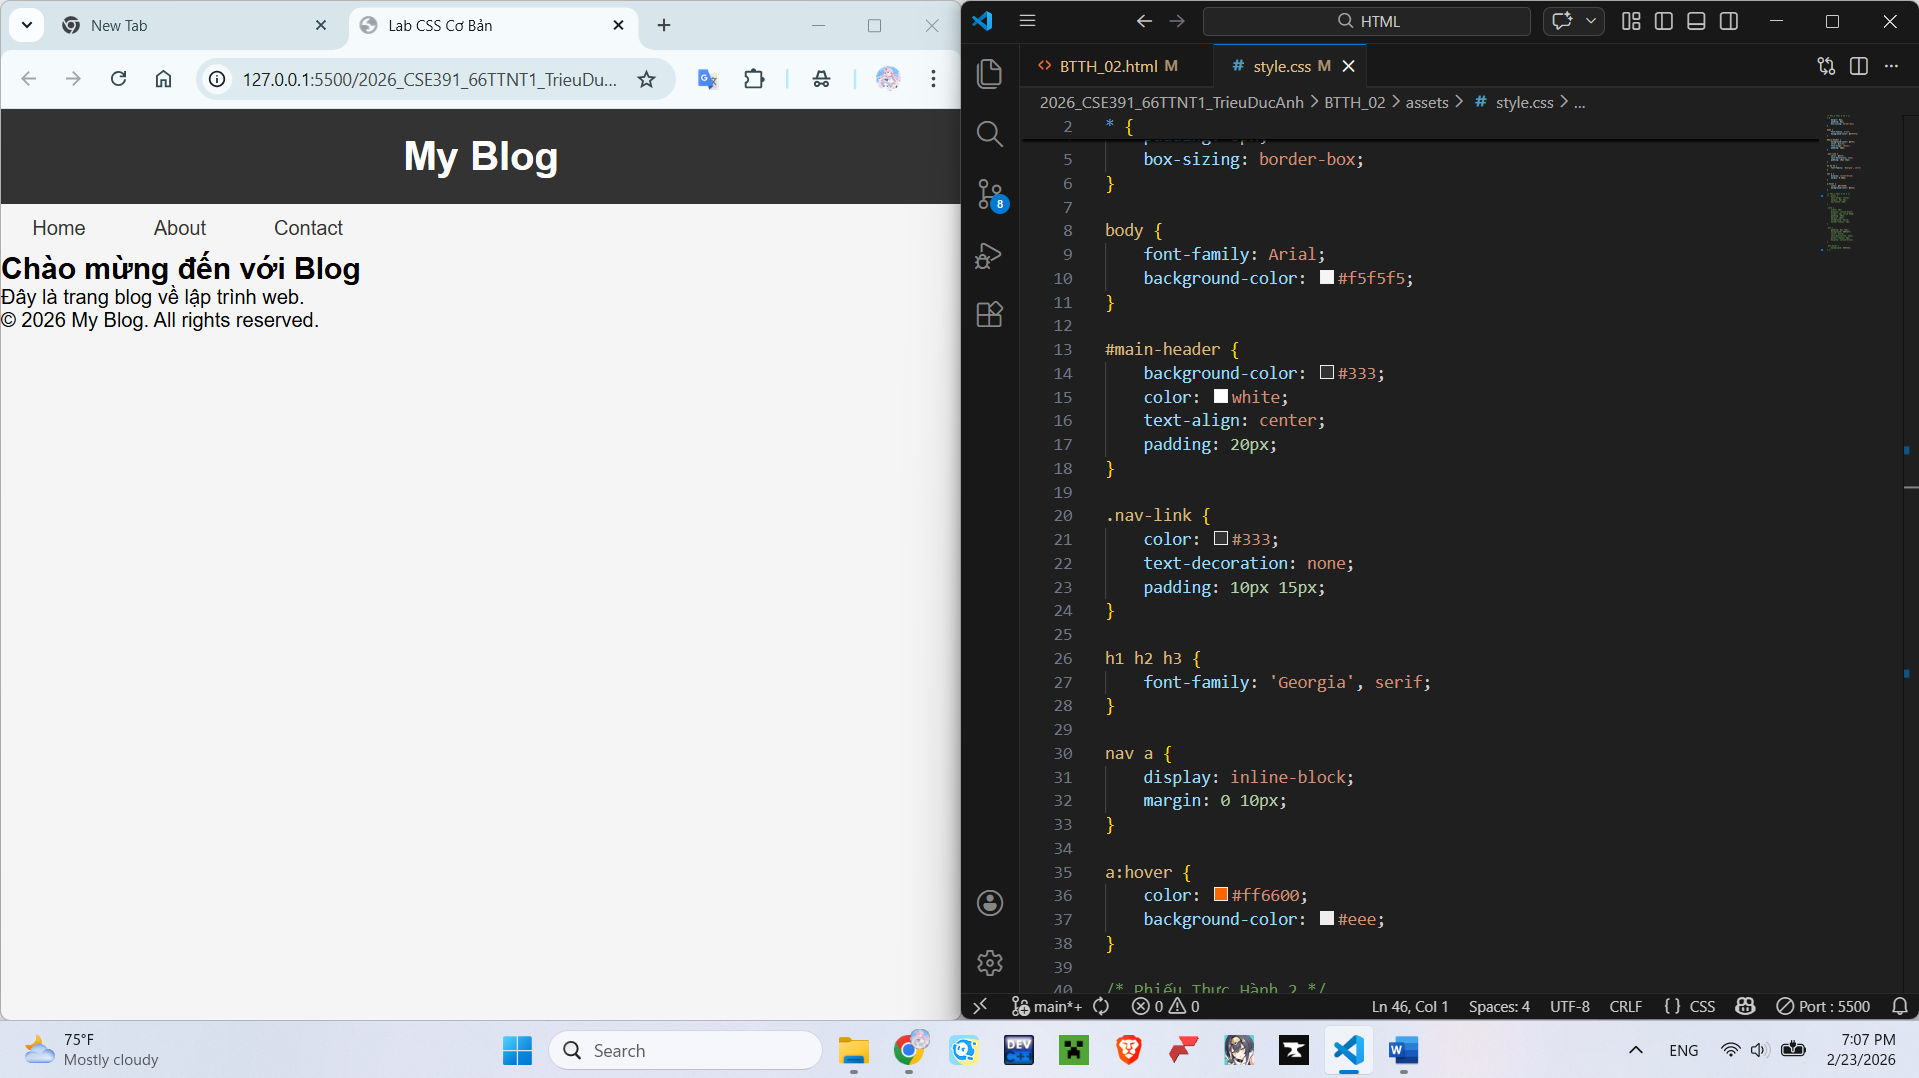 New Tab
Lab CSS Cơ Bản
127.0.0.1:5500/2026_CSE391_66TTNT1_TrieuDu...
My Blog
Home About Contact
Chào mừng đến với Blog
Đây là trang blog về lập trình web.
© 2026 My Blog. All rights reserved.
HTML
BTTH_02.html M
# style.css M
2026_CSE391_66TTNT1_TrieuDucAnh > BTTH_02 > assets > # style.css > ...
2 * {
5 box-sizing: border-box;
6 }
7
8 body {
9 font-family: Arial;
10 background-color: #f5f5f5;
11 }
12
13 #main-header {
14 background-color: #333;
15 color: white;
16 text-align: center;
17 padding: 20px;
18 }
19
20 .nav-link {
21 color: #333;
22 text-decoration: none;
23 padding: 10px 15px;
24 }
25
26 h1 h2 h3 {
27 font-family: 'Georgia', serif;
28 }
29
30 nav a {
31 display: inline-block;
32 margin: 0 10px;
33 }
34
35 a:hover {
36 color: #ff6600;
37 background-color: #eee;
38 }
39
40 /* Phiếu Thực Hành 2 */
8
main*+ 0 0 Ln 46, Col 1 Spaces: 4 UTF-8 CRLF {} CSS Port : 5500
75°F
Mostly cloudy
Search
DEV C++
ENG
7:07 PM
2/23/2026